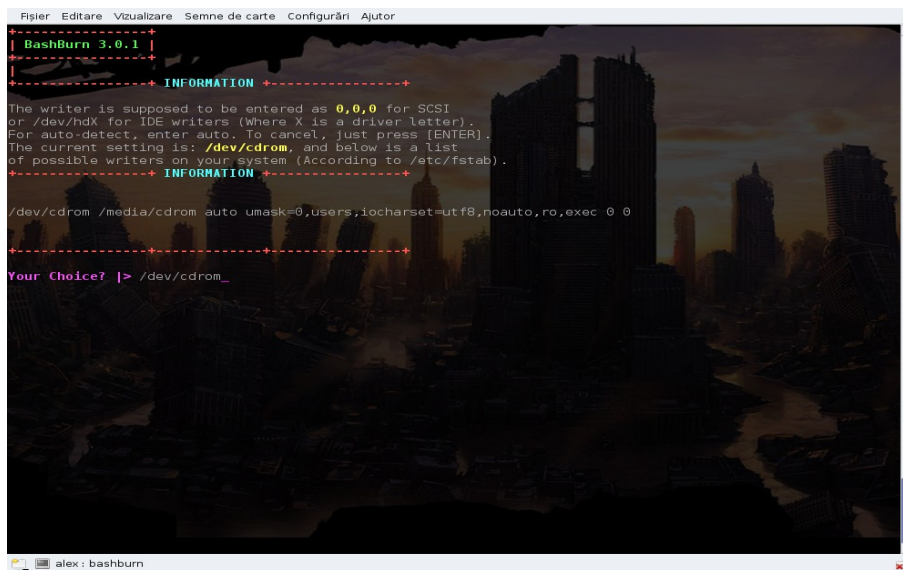 Fișier Editare Vizualizare Semne de carte Configurări Ajutor
+----------------+
| BashBurn 3.0.1 |
+----------------+
|
+----------------+ INFORMATION +----------------+
The writer is supposed to be entered as 0,0,0 for SCSI
or /dev/hdX for IDE writers (Where X is a driver letter).
For auto-detect, enter auto. To cancel, just press [ENTER].
The current setting is: /dev/cdrom, and below is a list
of possible writers on your system (According to /etc/fstab).
+----------------+ INFORMATION +----------------+
/dev/cdrom /media/cdrom auto umask=0,users,iocharset=utf8,noauto,ro,exec 0 0
+----------------+-------------+----------------+
Your Choice? |> /dev/cdrom_
alex : bashburn